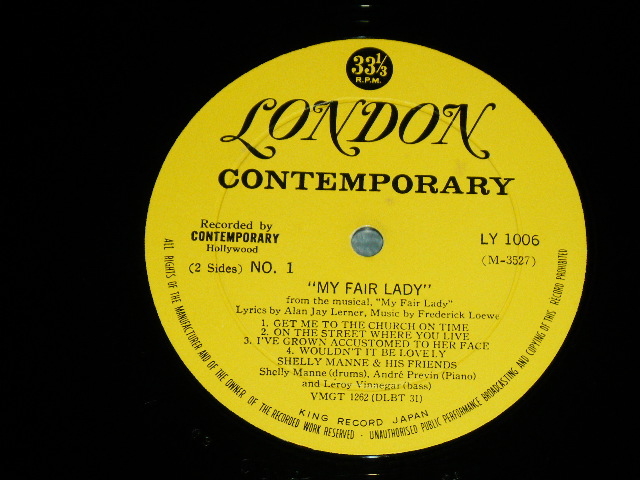 33 1/3
R.P.M.
LONDON
CONTEMPORARY
Recorded by
CONTEMPORARY
Hollywood
LY 1006
(M-3527)
(2 Sides) NO. 1
"MY FAIR LADY"
from the musical, "My Fair Lady"
Lyrics by Alan Jay Lerner, Music by Frederick Loewe
1. GET ME TO THE CHURCH ON TIME
2. ON THE STREET WHERE YOU LIVE
3. I'VE GROWN ACCUSTOMED TO HER FACE
4. WOULDN'T IT BE LOVELY
SHELLY MANNE & HIS FRIENDS
Shelly Manne (drums), André Previn (Piano)
and Leroy Vinnegar (bass)
VMGT 1262 (DLBT 31)
KING RECORD JAPAN
ALL RIGHTS OF THE MANUFACTURER AND OF THE OWNER OF THE RECORDED WORK RESERVED - UNAUTHORISED PUBLIC PERFORMANCE BROADCASTING AND COPYING OF THIS RECORD PROHIBITED